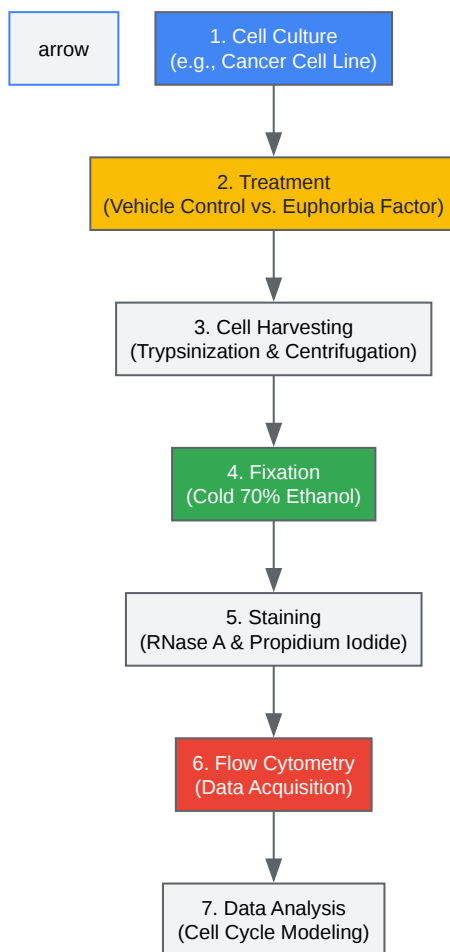 arrow
1. Cell Culture
(e.g., Cancer Cell Line)
2. Treatment
(Vehicle Control vs. Euphorbia Factor)
3. Cell Harvesting
(Trypsinization & Centrifugation)
4. Fixation
(Cold 70% Ethanol)
5. Staining
(RNase A & Propidium Iodide)
6. Flow Cytometry
(Data Acquisition)
7. Data Analysis
(Cell Cycle Modeling)